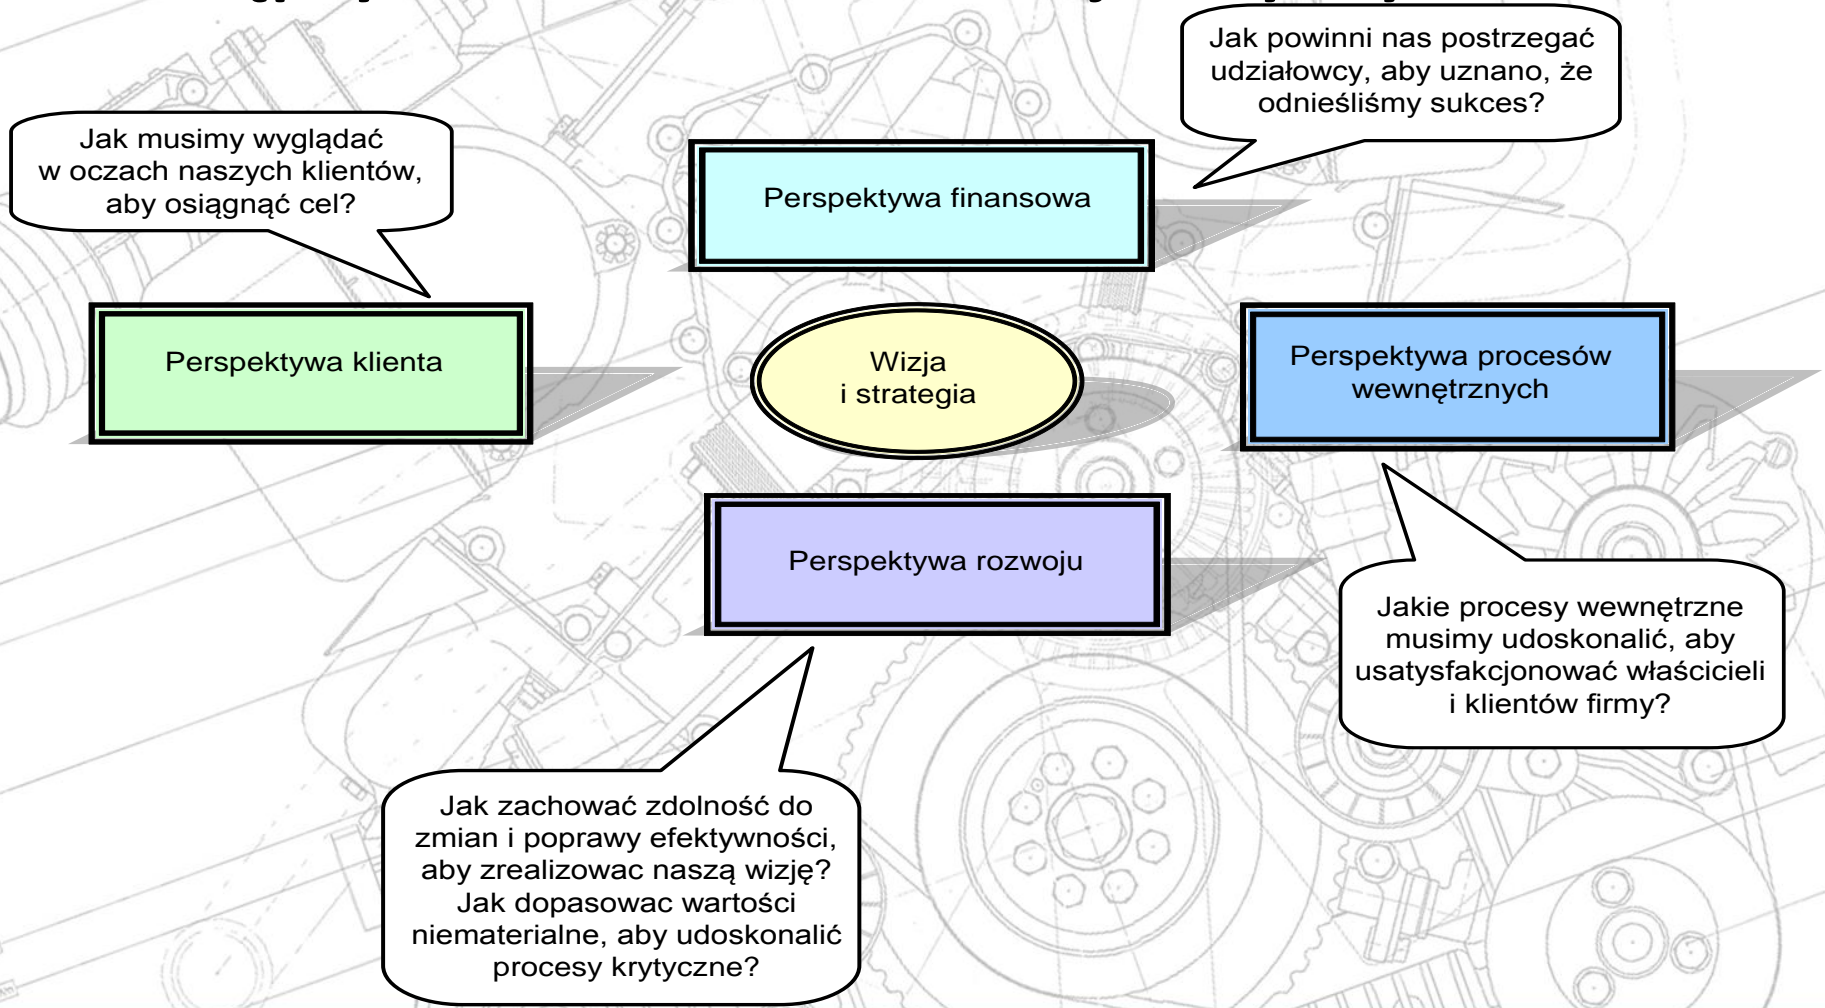 Jak powinni nas postrzegać
udziałowcy, aby uznano, że
odnieśliśmy sukces?
Jak musimy wyglądać
w oczach naszych klientów,
aby osiągnąć cel?
Perspektywa finansowa
Perspektywa klienta
Wizja
i strategia
Perspektywa procesów
wewnętrznych
Perspektywa rozwoju
Jakie procesy wewnętrzne
musimy udoskonalić, aby
usatysfakcjonować właścicieli
i klientów firmy?
Jak zachować zdolność do
zmian i poprawy efektywności,
aby zrealizowac naszą wizję?
Jak dopasowac wartości
niematerialne, aby udoskonalić
procesy krytyczne?